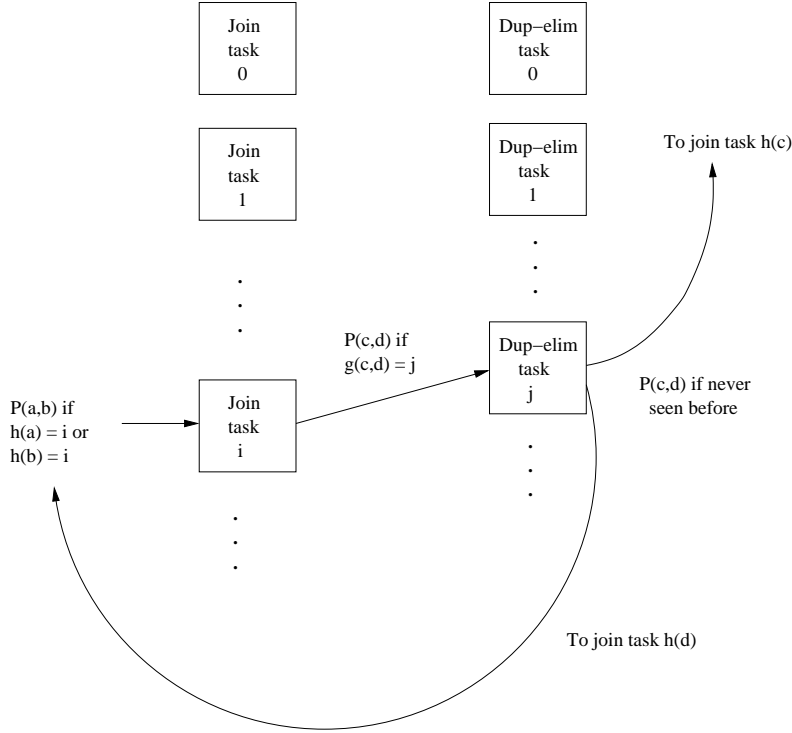 Join
task
0
Dup−elim
task
0
Join
task
1
Dup−elim
task
1
To join task h(c)
P(c,d) if
g(c,d) = j
Dup−elim
task
j
P(c,d) if never
seen before
P(a,b) if
h(a) = i or
h(b) = i
Join
task
i
To join task h(d)